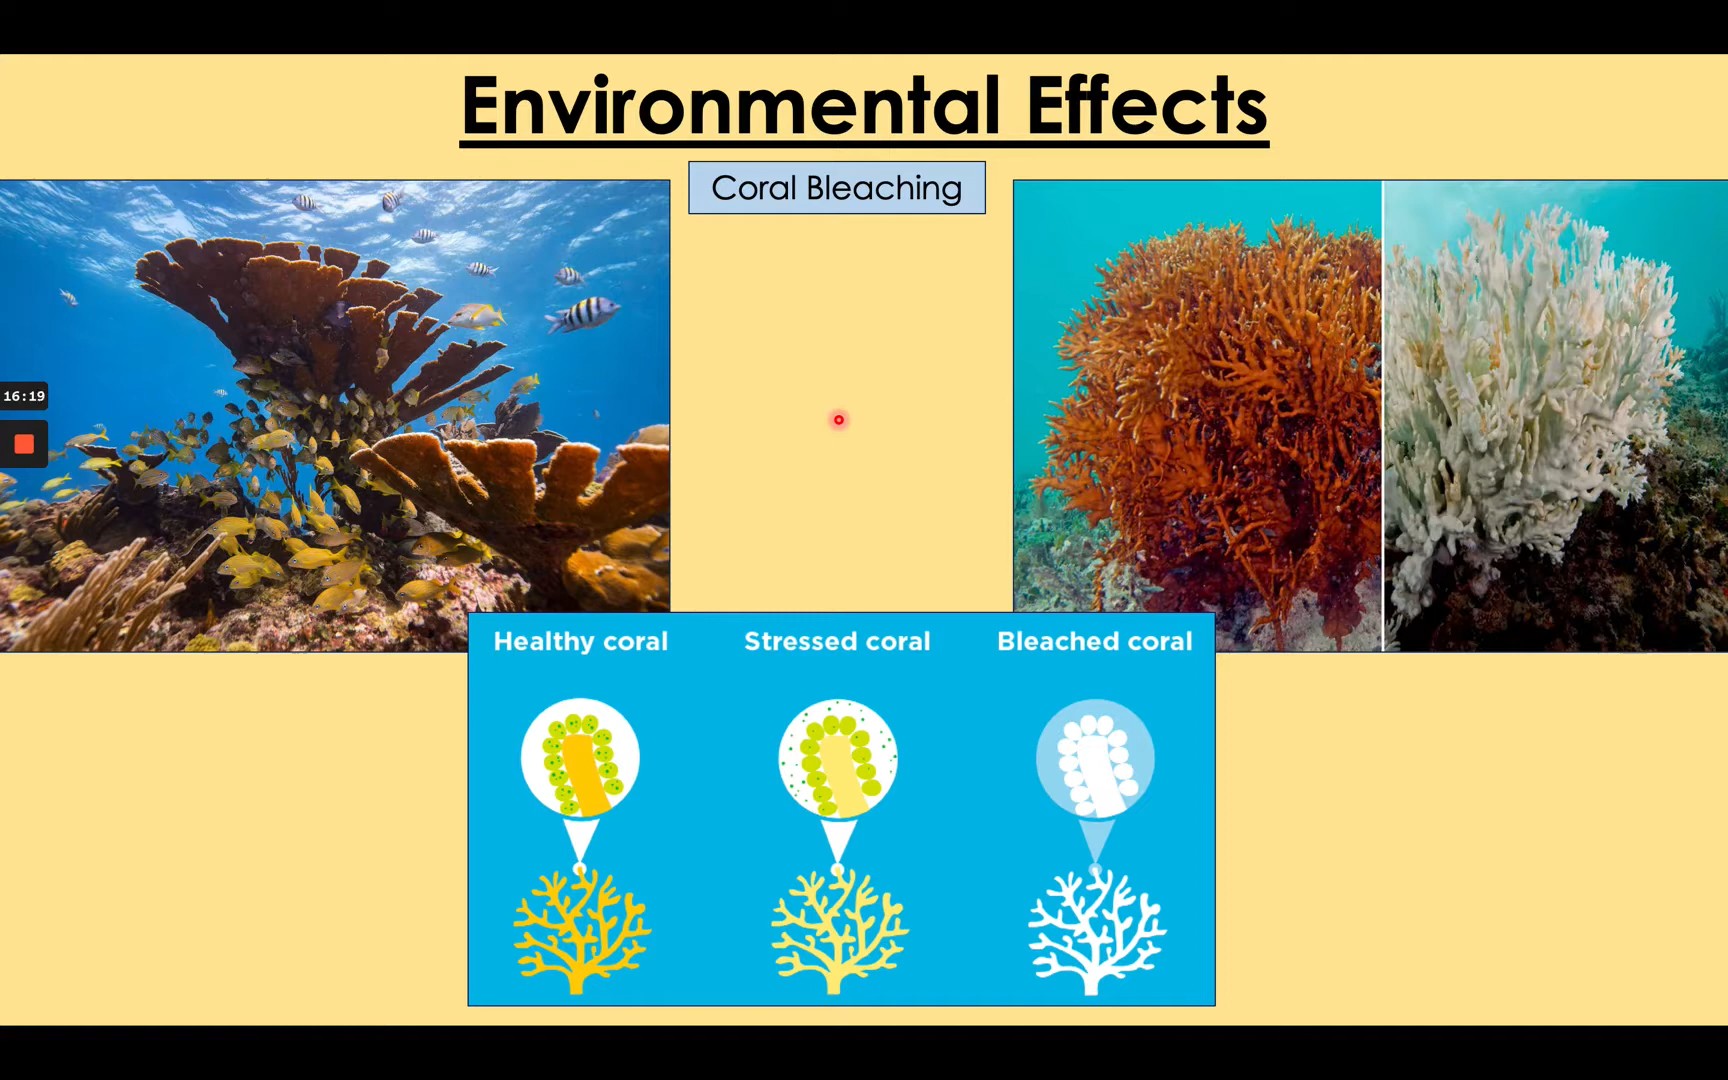 Environmental Effects
Coral Bleaching
16:19
Healthy coral
Stressed coral
Bleached coral